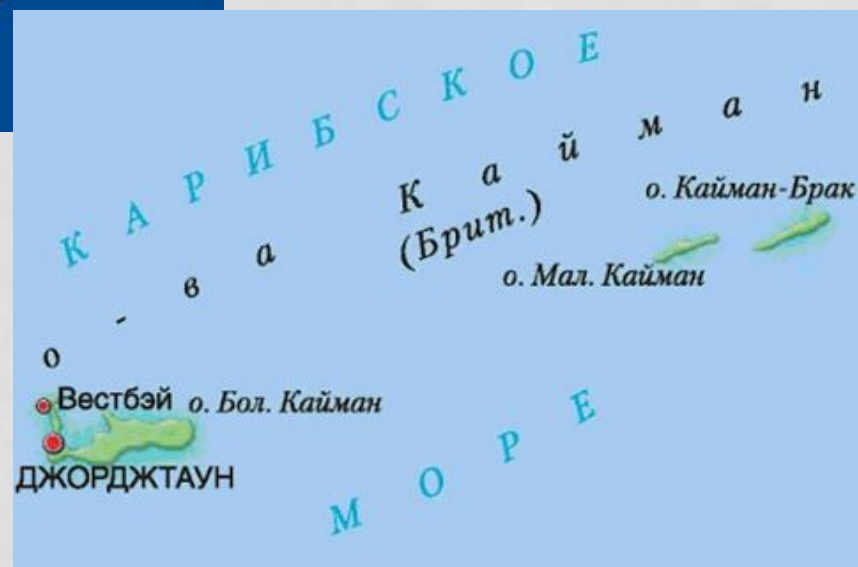 КАРИБСКОЕ
о-ва Кайман
(Брит.)
о. Кайман-Брак
о. Мал. Кайман
Вестбэй
о. Бол. Кайман
ДЖОРДЖТАУН
МОРЕ